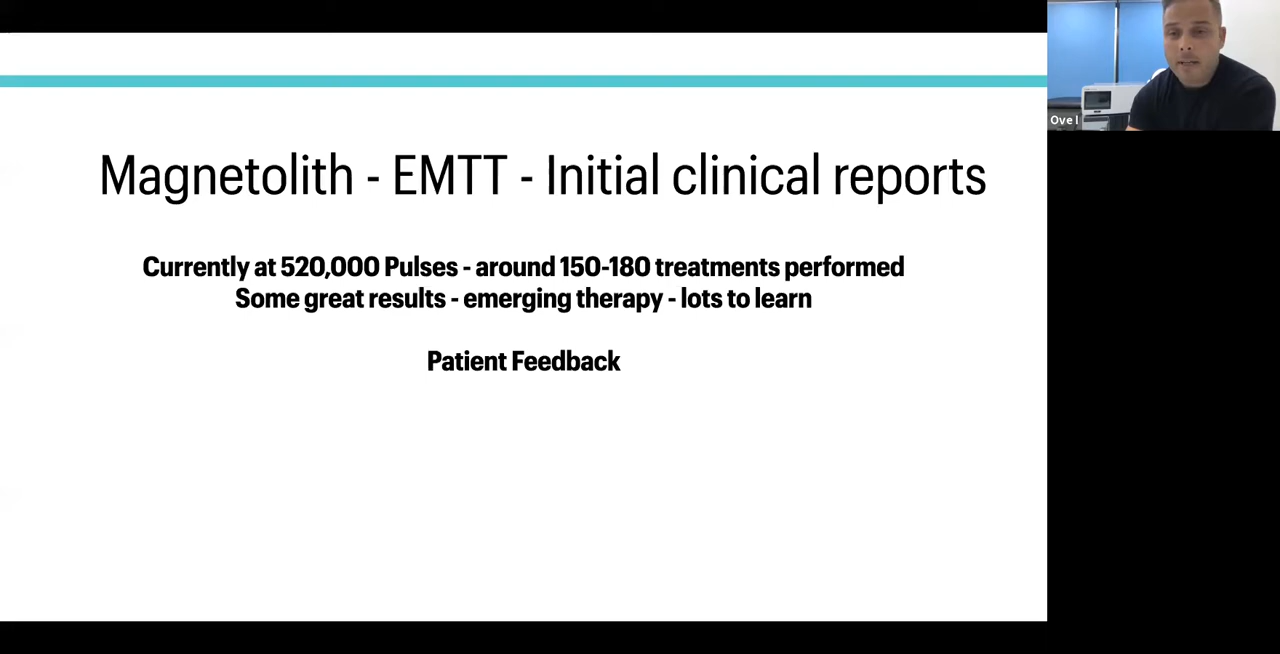 Magnetolith - EMTT - Initial clinical reports
Currently at 520,000 Pulses - around 150-180 treatments performed
Some great results - emerging therapy - lots to learn
Patient Feedback
Ove I